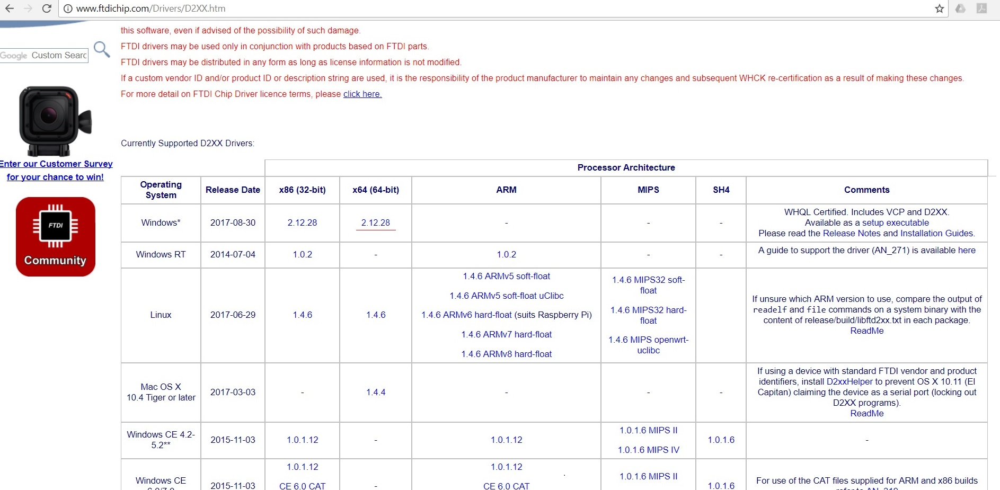 www.ftdichip.com/Drivers/D2XX.htm
this software, even if advised of the possibility of such damage.
FTDI drivers may be used only in conjunction with products based on FTDI parts.
Google Custom Searc
FTDI drivers may be distributed in any form as long as license information is not modified.
If a custom vendor ID and/or product ID or description string are used, it is the responsibility of the product manufacturer to maintain any changes and subsequent WHCK re-certification as a result of making these changes.
For more detail on FTDI Chip Driver licence terms, please click here.
Enter our Customer Survey
for your chance to win!
FTDI
Community
Currently Supported D2XX Drivers:
Processor Architecture
Operating
System
Release Date
x86 (32-bit)
x64 (64-bit)
ARM
MIPS
SH4
Comments
Windows*
2017-08-30
2.12.28
2.12.28
-
-
-
WHQL Certified. Includes VCP and D2XX.
Available as a setup executable
Please read the Release Notes and Installation Guides.
Windows RT
2014-07-04
1.0.2
-
1.0.2
-
-
A guide to support the driver (AN_271) is available here
Linux
2017-06-29
1.4.6
1.4.6
1.4.6 ARMv5 soft-float
1.4.6 ARMv5 soft-float uClibc
1.4.6 ARMv6 hard-float (suits Raspberry Pi)
1.4.6 ARMv7 hard-float
1.4.6 ARMv8 hard-float
1.4.6 MIPS32 soft-
float
1.4.6 MIPS32 hard-
float
1.4.6 MIPS openwrt-
uclibc
If unsure which ARM version to use, compare the output of
readelf and file commands on a system binary with the
content of release/build/libftd2xx.txt in each package.
ReadMe
Mac OS X
10.4 Tiger or later
2017-03-03
-
1.4.4
-
-
-
If using a device with standard FTDI vendor and product
identifiers, install D2xxHelper to prevent OS X 10.11 (El
Capitan) claiming the device as a serial port (locking out
D2XX programs).
ReadMe
Windows CE 4.2-
5.2**
2015-11-03
1.0.1.12
-
1.0.1.12
1.0.1.6 MIPS II
1.0.1.6 MIPS IV
1.0.1.6
-
Windows CE
2015-11-03
1.0.1.12
CE 6.0 CAT
-
1.0.1.12
CE 6.0 CAT
1.0.1.6 MIPS II
1.0.1.6
For use of the CAT files supplied for ARM and x86 builds